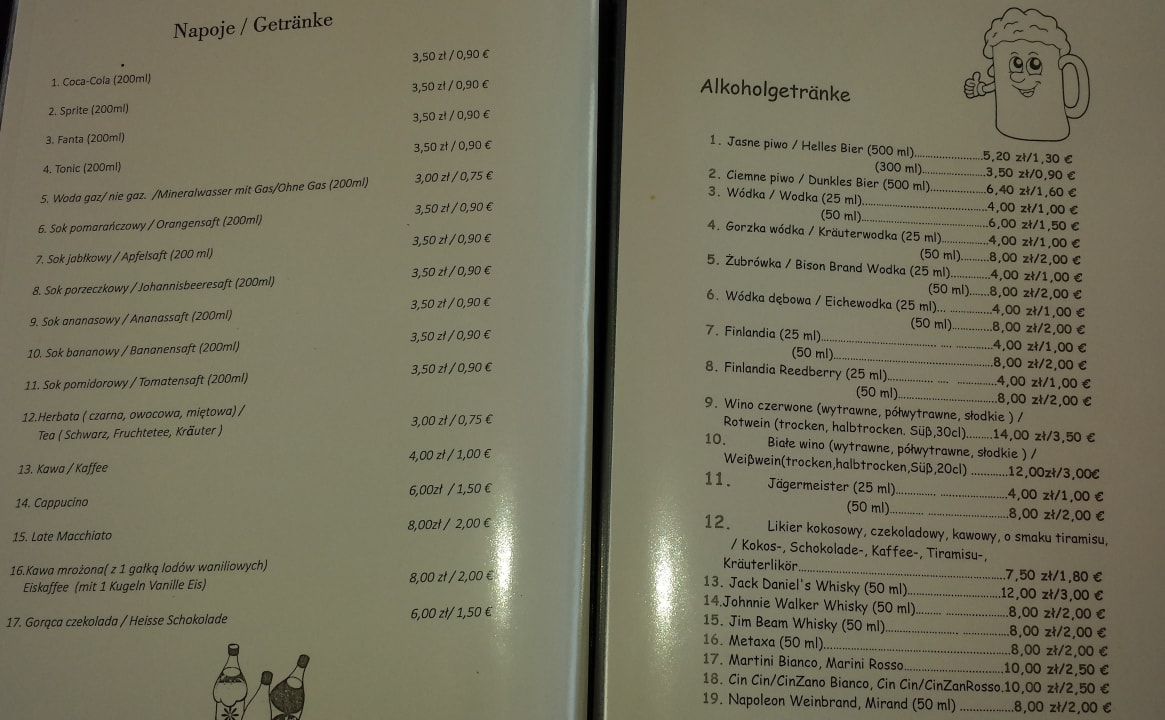 Napoje / Getränke
1. Coca-Cola (200ml) 3,50 zł / 0,90 €
2. Sprite (200ml) 3,50 zł / 0,90 €
3. Fanta (200ml) 3,50 zł / 0,90 €
4. Tonic (200ml) 3,50 zł / 0,90 €
5. Woda gaz/ nie gaz. /Mineralwasser mit Gas/Ohne Gas (200ml) 3,00 zł / 0,75 €
6. Sok pomarańczowy / Orangensaft (200ml) 3,50 zł / 0,90 €
7. Sok jabłkowy / Apfelsaft (200 ml) 3,50 zł / 0,90 €
8. Sok porzeczkowy / Johannisbeeresaft (200ml) 3,50 zł / 0,90 €
9. Sok ananasowy / Ananassaft (200ml) 3,50 zł / 0,90 €
10. Sok bananowy / Bananensaft (200ml) 3,50 zł / 0,90 €
11. Sok pomidorowy / Tomatensaft (200ml) 3,50 zł / 0,90 €
12.Herbata ( czarna, owocowa, miętowa) /
Tea ( Schwarz, Fruchtetee, Kräuter ) 3,00 zł / 0,75 €
13. Kawa / Kaffee 4,00 zł / 1,00 €
14. Cappucino 6,00zł / 1,50 €
15. Late Macchiato 8,00zł / 2,00 €
16.Kawa mrożona( z 1 gałką lodów waniliowych)
Eiskaffee (mit 1 Kugeln Vanille Eis) 8,00 zł / 2,00 €
17. Gorąca czekolada / Heisse Schokolade 6,00 zł/ 1,50 €
Alkoholgetränke
1. Jasne piwo / Helles Bier (500 ml)......................5,20 zł/1,30 €
(300 ml).......................3,50 zł/0,90 €
2. Ciemne piwo / Dunkles Bier (500 ml)..................6,40 zł/1,60 €
3. Wódka / Wodka (25 ml)........................................4,00 zł/1,00 €
(50 ml)........................................6,00 zł/1,50 €
4. Gorzka wódka / Kräuterwodka (25 ml)...............4,00 zł/1,00 €
(50 ml).........8,00 zł/2,00 €
5. Żubrówka / Bison Brand Wodka (25 ml).............4,00 zł/1,00 €
(50 ml)......8,00 zł/2,00 €
6. Wódka dębowa / Eichewodka (25 ml)... ..............4,00 zł/1,00 €
(50 ml).............8,00 zł/2,00 €
7. Finlandia (25 ml)...................................... .... ............4,00 zł/1,00 €
(50 ml)...................................................8,00 zł/2,00 €
8. Finlandia Reedberry (25 ml)............... .... .............4,00 zł/1,00 €
(50 ml)........................................8,00 zł/2,00 €
9. Wino czerwone (wytrawne, półwytrawne, słodkie ) /
Rotwein (trocken, halbtrocken. Süβ,30cl).........14,00 zł/3,50 €
10. Białe wino (wytrawne, półwytrawne, słodkie ) /
Weiβwein(trocken,halbtrocken,Süβ,20cl) ............12,00zł/3,00€
11. Jägermeister (25 ml)............. .......................4,00 zł/1,00 €
(50 ml)........... ........................8,00 zł/2,00 €
12. Likier kokosowy, czekoladowy, kawowy, o smaku tiramisu,
/ Kokos-, Schokolade-, Kaffee-, Tiramisu-,
Kräuterlikör...................................................................7,50 zł/1,80 €
13. Jack Daniel's Whisky (50 ml)............................12,00 zł/3,00 €
14.Johnnie Walker Whisky (50 ml)........ ....................8,00 zł/2,00 €
15. Jim Beam Whisky (50 ml)........................ ................8,00 zł/2,00 €
16. Metaxa (50 ml)............................................................8,00 zł/2,00 €
17. Martini Bianco, Marini Rosso................................10,00 zł/2,50 €
18. Cin Cin/CinZano Bianco, Cin Cin/CinZanRosso.10,00 zł/2,50 €
19. Napoleon Weinbrand, Mirand (50 ml) .................8,00 zł/2,00 €